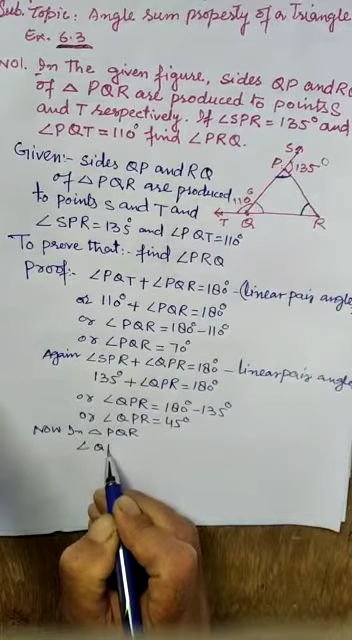 Sub. Topic: Angle sum property of a Triangle
Ex. 6.3
No1. In the given figure, sides QP and RQ
of △ PQR are produced to points S
and T respectively. If ∠SPR = 135° and
∠PQT = 110° find ∠PRQ.
Given:- Sides QP and RQ
of △PQR are produced
to points S and T and
∠SPR = 135° and ∠PQT = 110°
S
P
135°
110°
T Q R
To prove that:- find ∠PRQ
Proof:- ∠PQT + ∠PQR = 180° - (linear pair angle
or 110° + ∠PQR = 180°
or ∠PQR = 180° - 110°
or ∠PQR = 70°
Again ∠SPR + ∠QPR = 180° - linear pair angle
135° + ∠QPR = 180°
or ∠QPR = 180° - 135°
or ∠QPR = 45°
Now In △PQR
∠Q